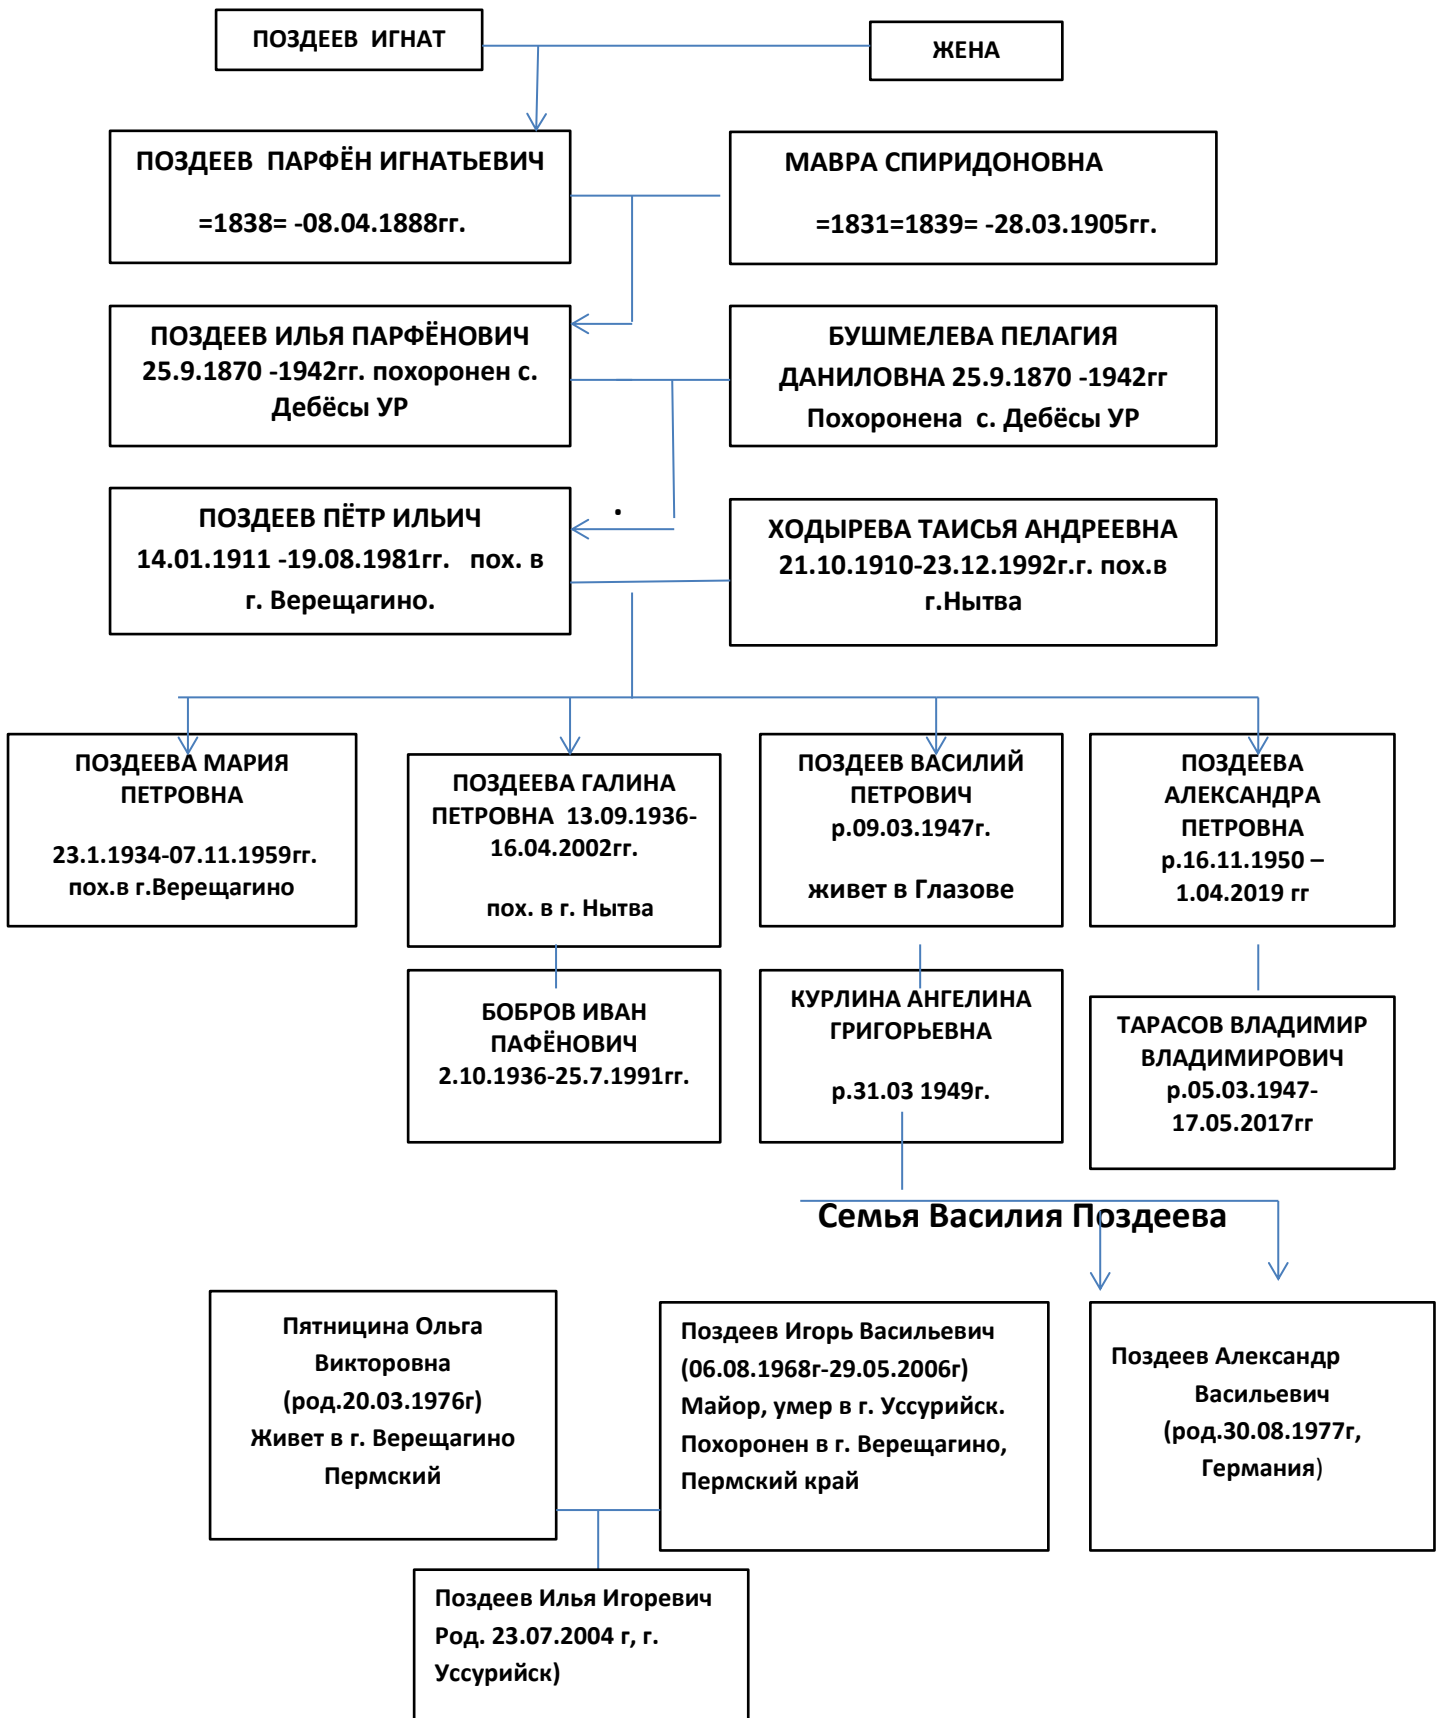 ПОЗДЕЕВ ИГНАТ
ЖЕНА
ПОЗДЕЕВ ПАРФЁН ИГНАТЬЕВИЧ
=1838= -08.04.1888гг.
МАВРА СПИРИДОНОВНА
=1831=1839= -28.03.1905гг.
ПОЗДЕЕВ ИЛЬЯ ПАРФЁНОВИЧ
25.9.1870 -1942гг. похоронен с.
Дебёсы УР
БУШМЕЛЕВА ПЕЛАГИЯ
ДАНИЛОВНА 25.9.1870 -1942гг
Похоронена с. Дебёсы УР
ПОЗДЕЕВ ПЁТР ИЛЬИЧ
14.01.1911 -19.08.1981гг. пох. в
г. Верещагино.
.
ХОДЫРЕВА ТАИСЬЯ АНДРЕЕВНА
21.10.1910-23.12.1992г.г. пох.в
г.Нытва
ПОЗДЕЕВА МАРИЯ
ПЕТРОВНА
23.1.1934-07.11.1959гг.
пох.в г.Верещагино
ПОЗДЕЕВА ГАЛИНА
ПЕТРОВНА 13.09.1936-
16.04.2002гг.
пох. в г. Нытва
ПОЗДЕЕВ ВАСИЛИЙ
ПЕТРОВИЧ
р.09.03.1947г.
живет в Глазове
ПОЗДЕЕВА
АЛЕКСАНДРА
ПЕТРОВНА
р.16.11.1950 –
1.04.2019 гг
БОБРОВ ИВАН
ПАФЁНОВИЧ
2.10.1936-25.7.1991гг.
КУРЛИНА АНГЕЛИНА
ГРИГОРЬЕВНА
р.31.03 1949г.
ТАРАСОВ ВЛАДИМИР
ВЛАДИМИРОВИЧ
р.05.03.1947-
17.05.2017гг
Семья Василия Поздеева
Пятницина Ольга
Викторовна
(род.20.03.1976г)
Живет в г. Верещагино
Пермский
Поздеев Игорь Васильевич
(06.08.1968г-29.05.2006г)
Майор, умер в г. Уссурийск.
Похоронен в г. Верещагино,
Пермский край
Поздеев Александр
Васильевич
(род.30.08.1977г,
Германия)
Поздеев Илья Игоревич
Род. 23.07.2004 г, г.
Уссурийск)